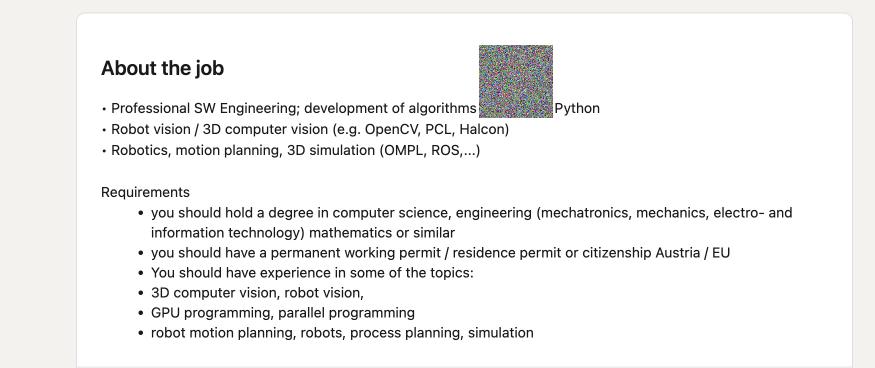 About the job
• Professional SW Engineering; development of algorithms Python
• Robot vision / 3D computer vision (e.g. OpenCV, PCL, Halcon)
• Robotics, motion planning, 3D simulation (OMPL, ROS,...)
Requirements
• you should hold a degree in computer science, engineering (mechatronics, mechanics, electro- and
information technology) mathematics or similar
• you should have a permanent working permit / residence permit or citizenship Austria / EU
• You should have experience in some of the topics:
• 3D computer vision, robot vision,
• GPU programming, parallel programming
• robot motion planning, robots, process planning, simulation